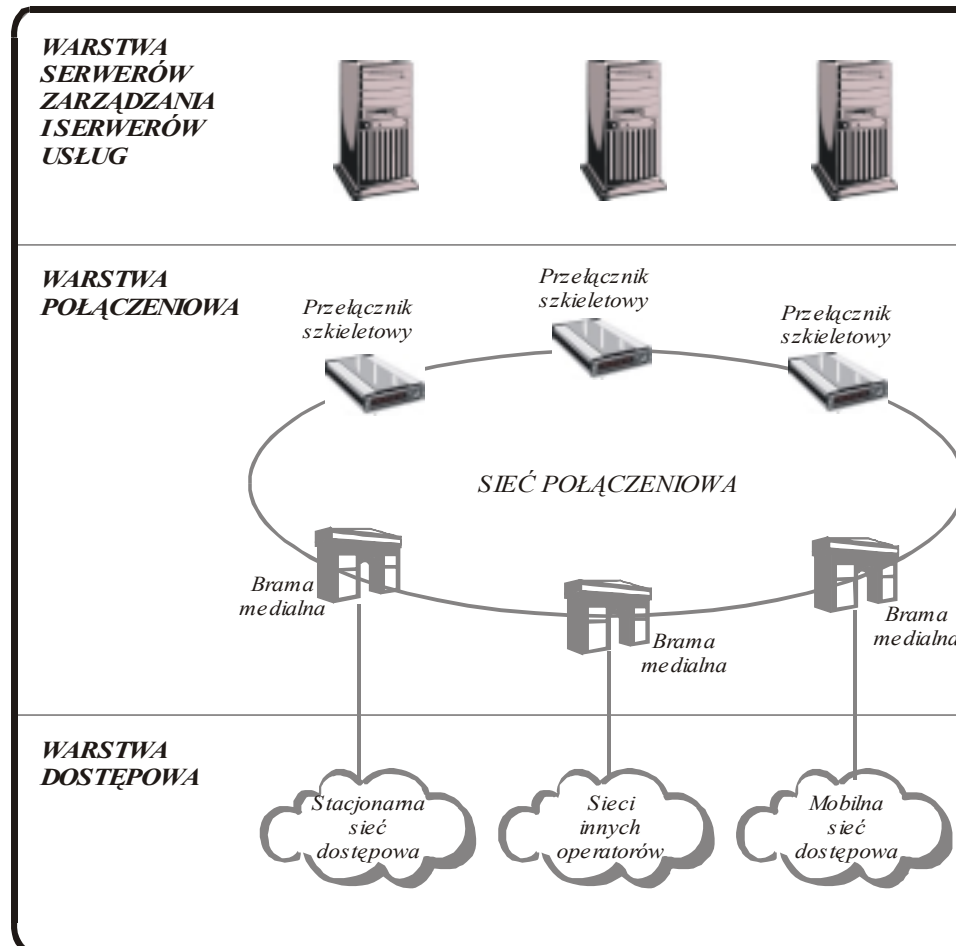 WARSTWA
SERWERÓW
ZARZĄDZANIA
I SERWERÓW
USŁUG
WARSTWA
POŁĄCZENIOWA
Przełącznik
szkieletowy
Przełącznik
szkieletowy
Przełącznik
szkieletowy
SIEĆ POŁĄCZENIOWA
Brama
medialna
Brama
medialna
Brama
medialna
WARSTWA
DOSTĘPOWA
Stacjonarna
sieć
dostępowa
Sieci
innych
operatorów
Mobilna
sieć
dostępowa